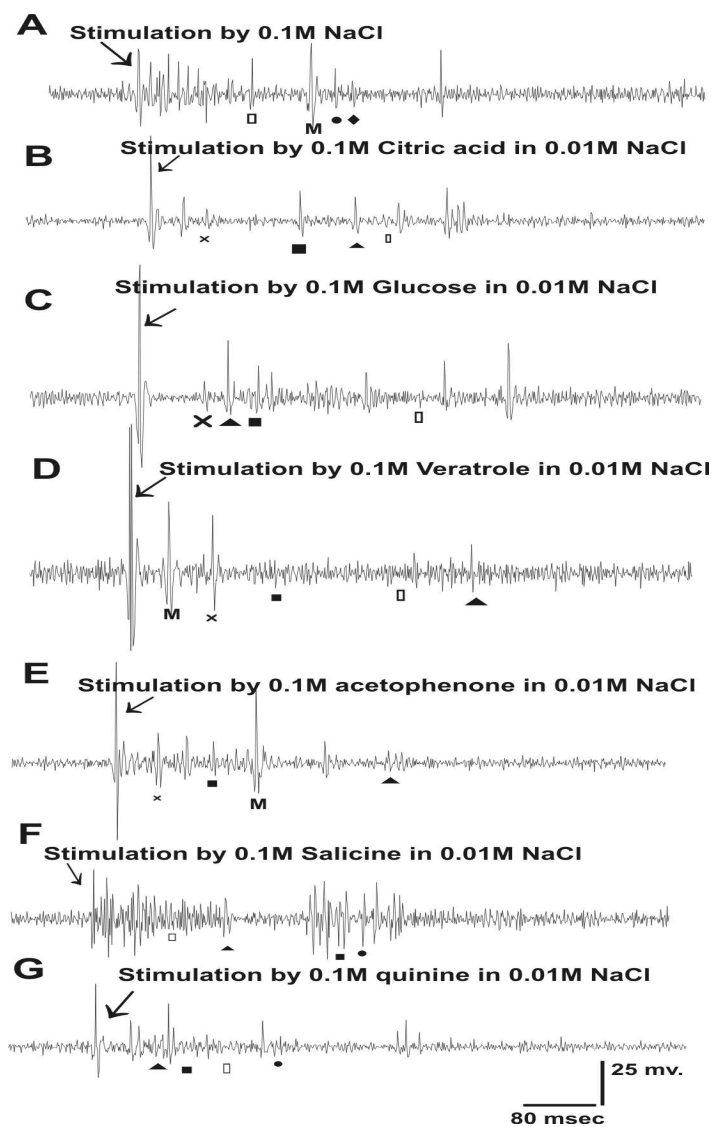 A
Stimulation by 0.1M NaCl
M
B
Stimulation by 0.1M Citric acid in 0.01M NaCl
C
Stimulation by 0.1M Glucose in 0.01M NaCl
D
Stimulation by 0.1M Veratrole in 0.01M NaCl
M
E
Stimulation by 0.1M acetophenone in 0.01M NaCl
M
F
Stimulation by 0.1M Salicine in 0.01M NaCl
G
Stimulation by 0.1M quinine in 0.01M NaCl
25 mv.
80 msec